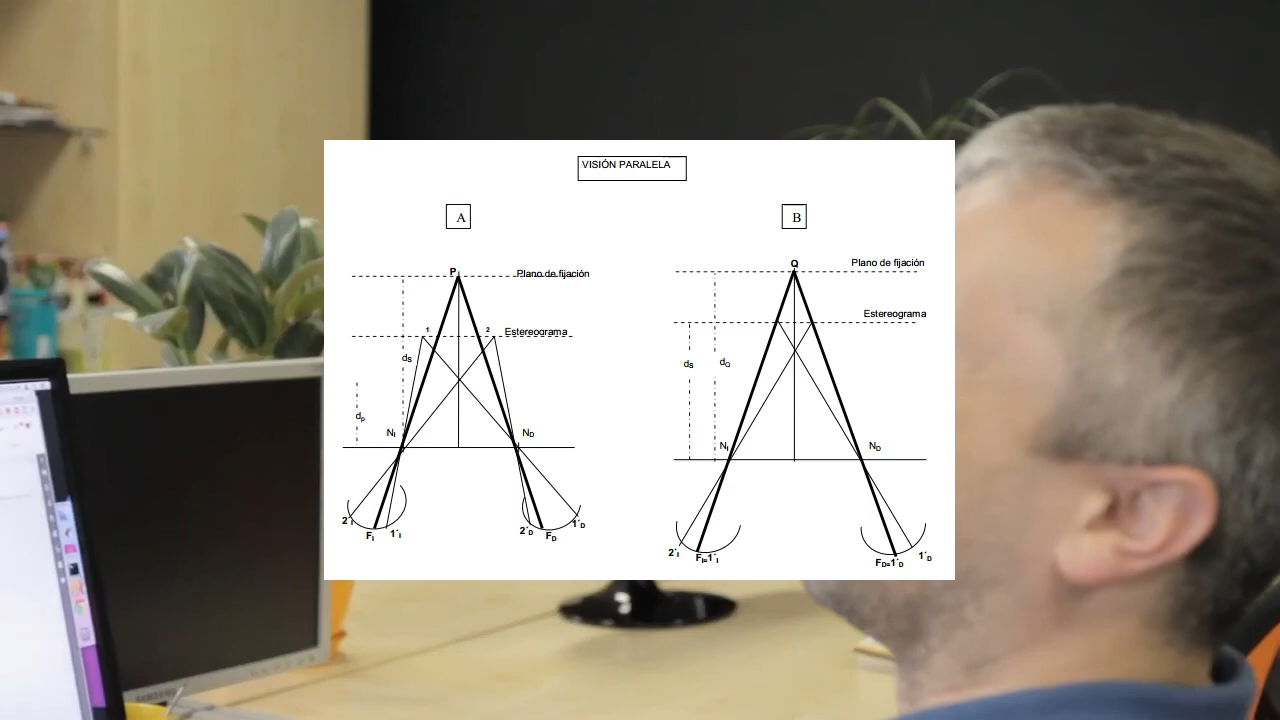 VISIÓN PARALELA
A
B
P
Plano de fijación
1
2
Estereograma
dS
dp
NI
ND
2´I
FI
1´I
2´D
FD
1´D
Q
Plano de fijación
Estereograma
dS
dQ
NI
ND
2´I
FI=1´I
FD=1´D
1´D
SAMSUNG